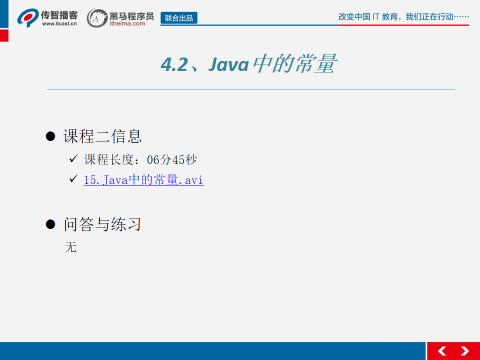 传智播客
www.itcast.cn
黑马程序员
itheima.com
联合出品
改变中国 IT 教育，我们正在行动……
4.2、Java中的常量
课程二信息
课程长度：06分45秒
15.Java中的常量.avi
问答与练习
无